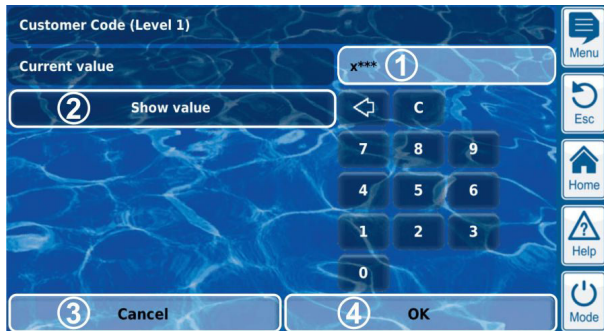 Customer Code (Level 1)
Menu
Current value
x***
1
2
Show value
C
Esc
7 8 9
4 5 6
Home
1 2 3
?
Help
0
3
Cancel
4
OK
Mode